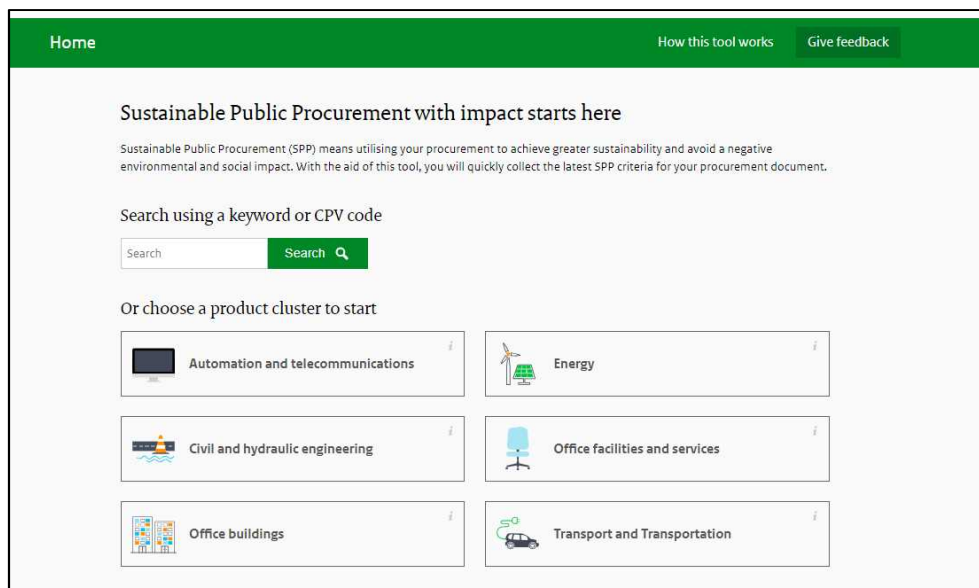 Home
How this tool works
Give feedback
Sustainable Public Procurement with impact starts here
Sustainable Public Procurement (SPP) means utilising your procurement to achieve greater sustainability and avoid a negative
environmental and social impact. With the aid of this tool, you will quickly collect the latest SPP criteria for your procurement document.
Search using a keyword or CPV code
Search
Search
Or choose a product cluster to start
Automation and telecommunications
i
Energy
i
Civil and hydraulic engineering
i
Office facilities and services
i
Office buildings
i
Transport and Transportation
i